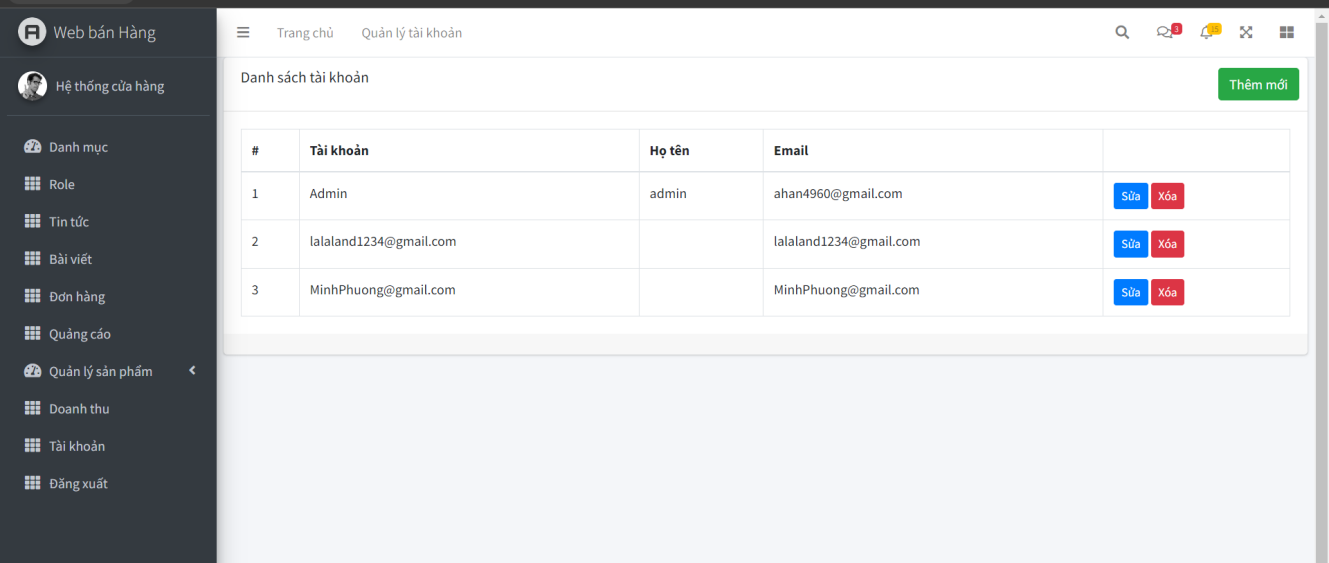 Web bán Hàng
Trang chủ Quản lý tài khoản 3 15
Hệ thống cửa hàng
Danh mục
Role
Tin tức
Bài viết
Đơn hàng
Quảng cáo
Quản lý sản phẩm
Doanh thu
Tài khoản
Đăng xuất
Danh sách tài khoản Thêm mới
# Tài khoản Họ tên Email
1 Admin admin ahan4960@gmail.com Sửa Xóa
2 lalaland1234@gmail.com lalaland1234@gmail.com Sửa Xóa
3 MinhPhuong@gmail.com MinhPhuong@gmail.com Sửa Xóa